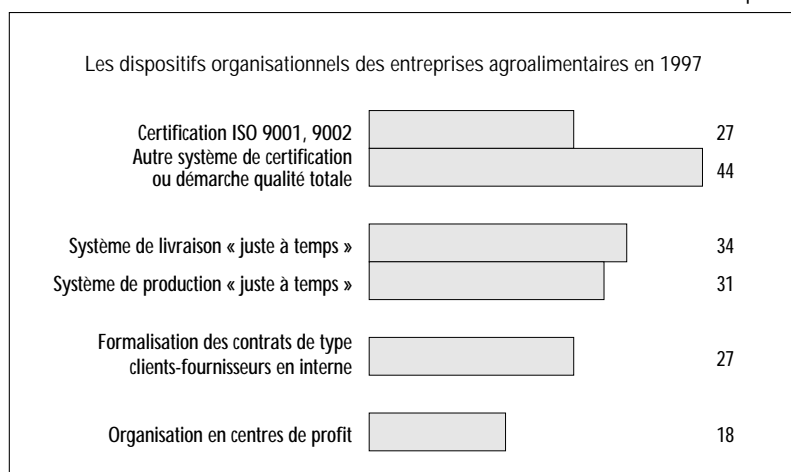 Les dispositifs organisationnels des entreprises agroalimentaires en 1997
Certification ISO 9001, 9002 27
Autre système de certification
ou démarche qualité totale 44
Système de livraison « juste à temps » 34
Système de production « juste à temps » 31
Formalisation des contrats de type
clients-fournisseurs en interne 27
Organisation en centres de profit 18